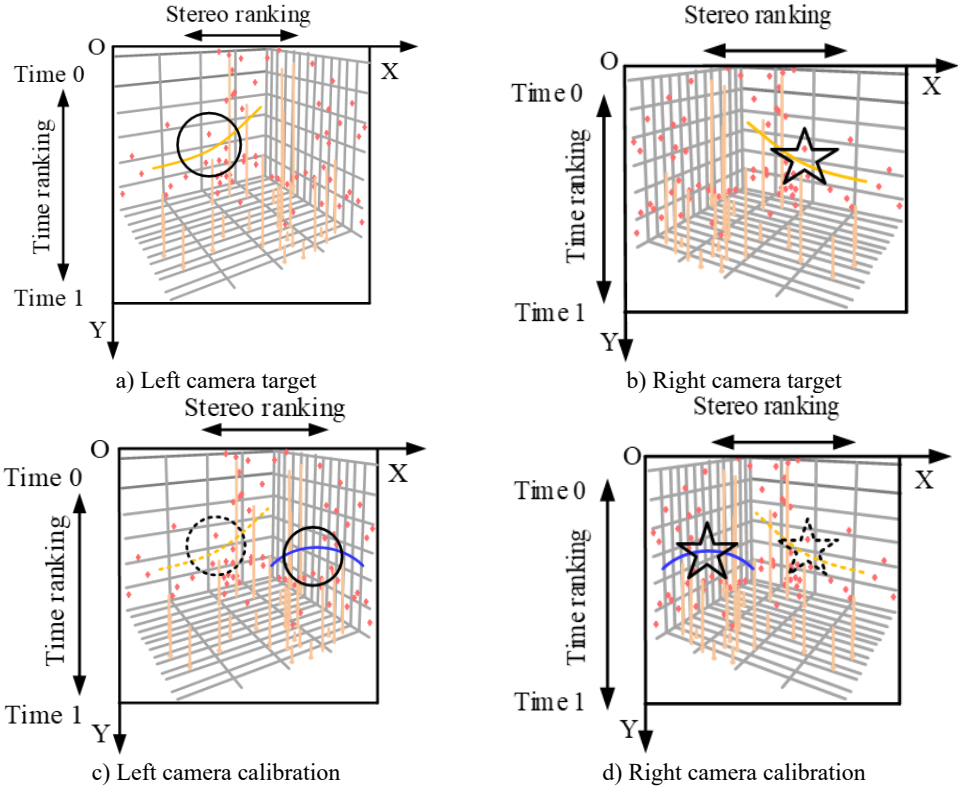 Stereo ranking
O
X
Time 0
Time ranking
Time 1
Y
a) Left camera target
Stereo ranking
O
X
Time 0
Time ranking
Time 1
Y
b) Right camera target
Stereo ranking
O
X
Time 0
Time ranking
Time 1
Y
c) Left camera calibration
Stereo ranking
O
X
Time 0
Time ranking
Time 1
Y
d) Right camera calibration